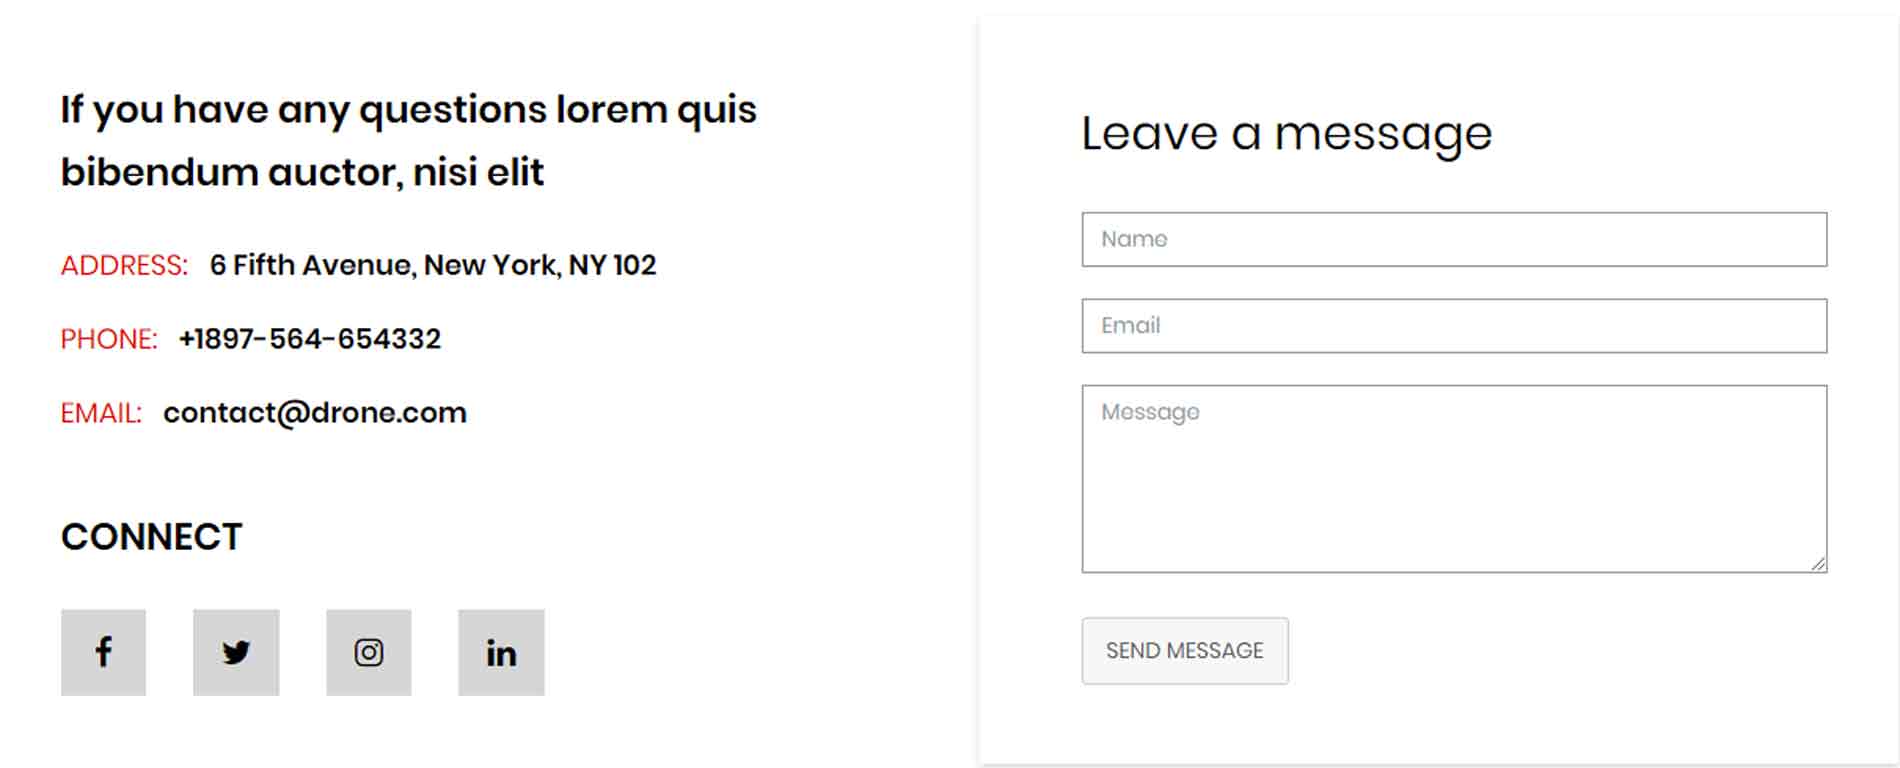 If you have any questions lorem quis
bibendum auctor, nisi elit
ADDRESS: 6 Fifth Avenue, New York, NY 102
PHONE: +1897-564-654332
EMAIL: contact@drone.com
CONNECT
f
in
Leave a message
Name
Email
Message
SEND MESSAGE